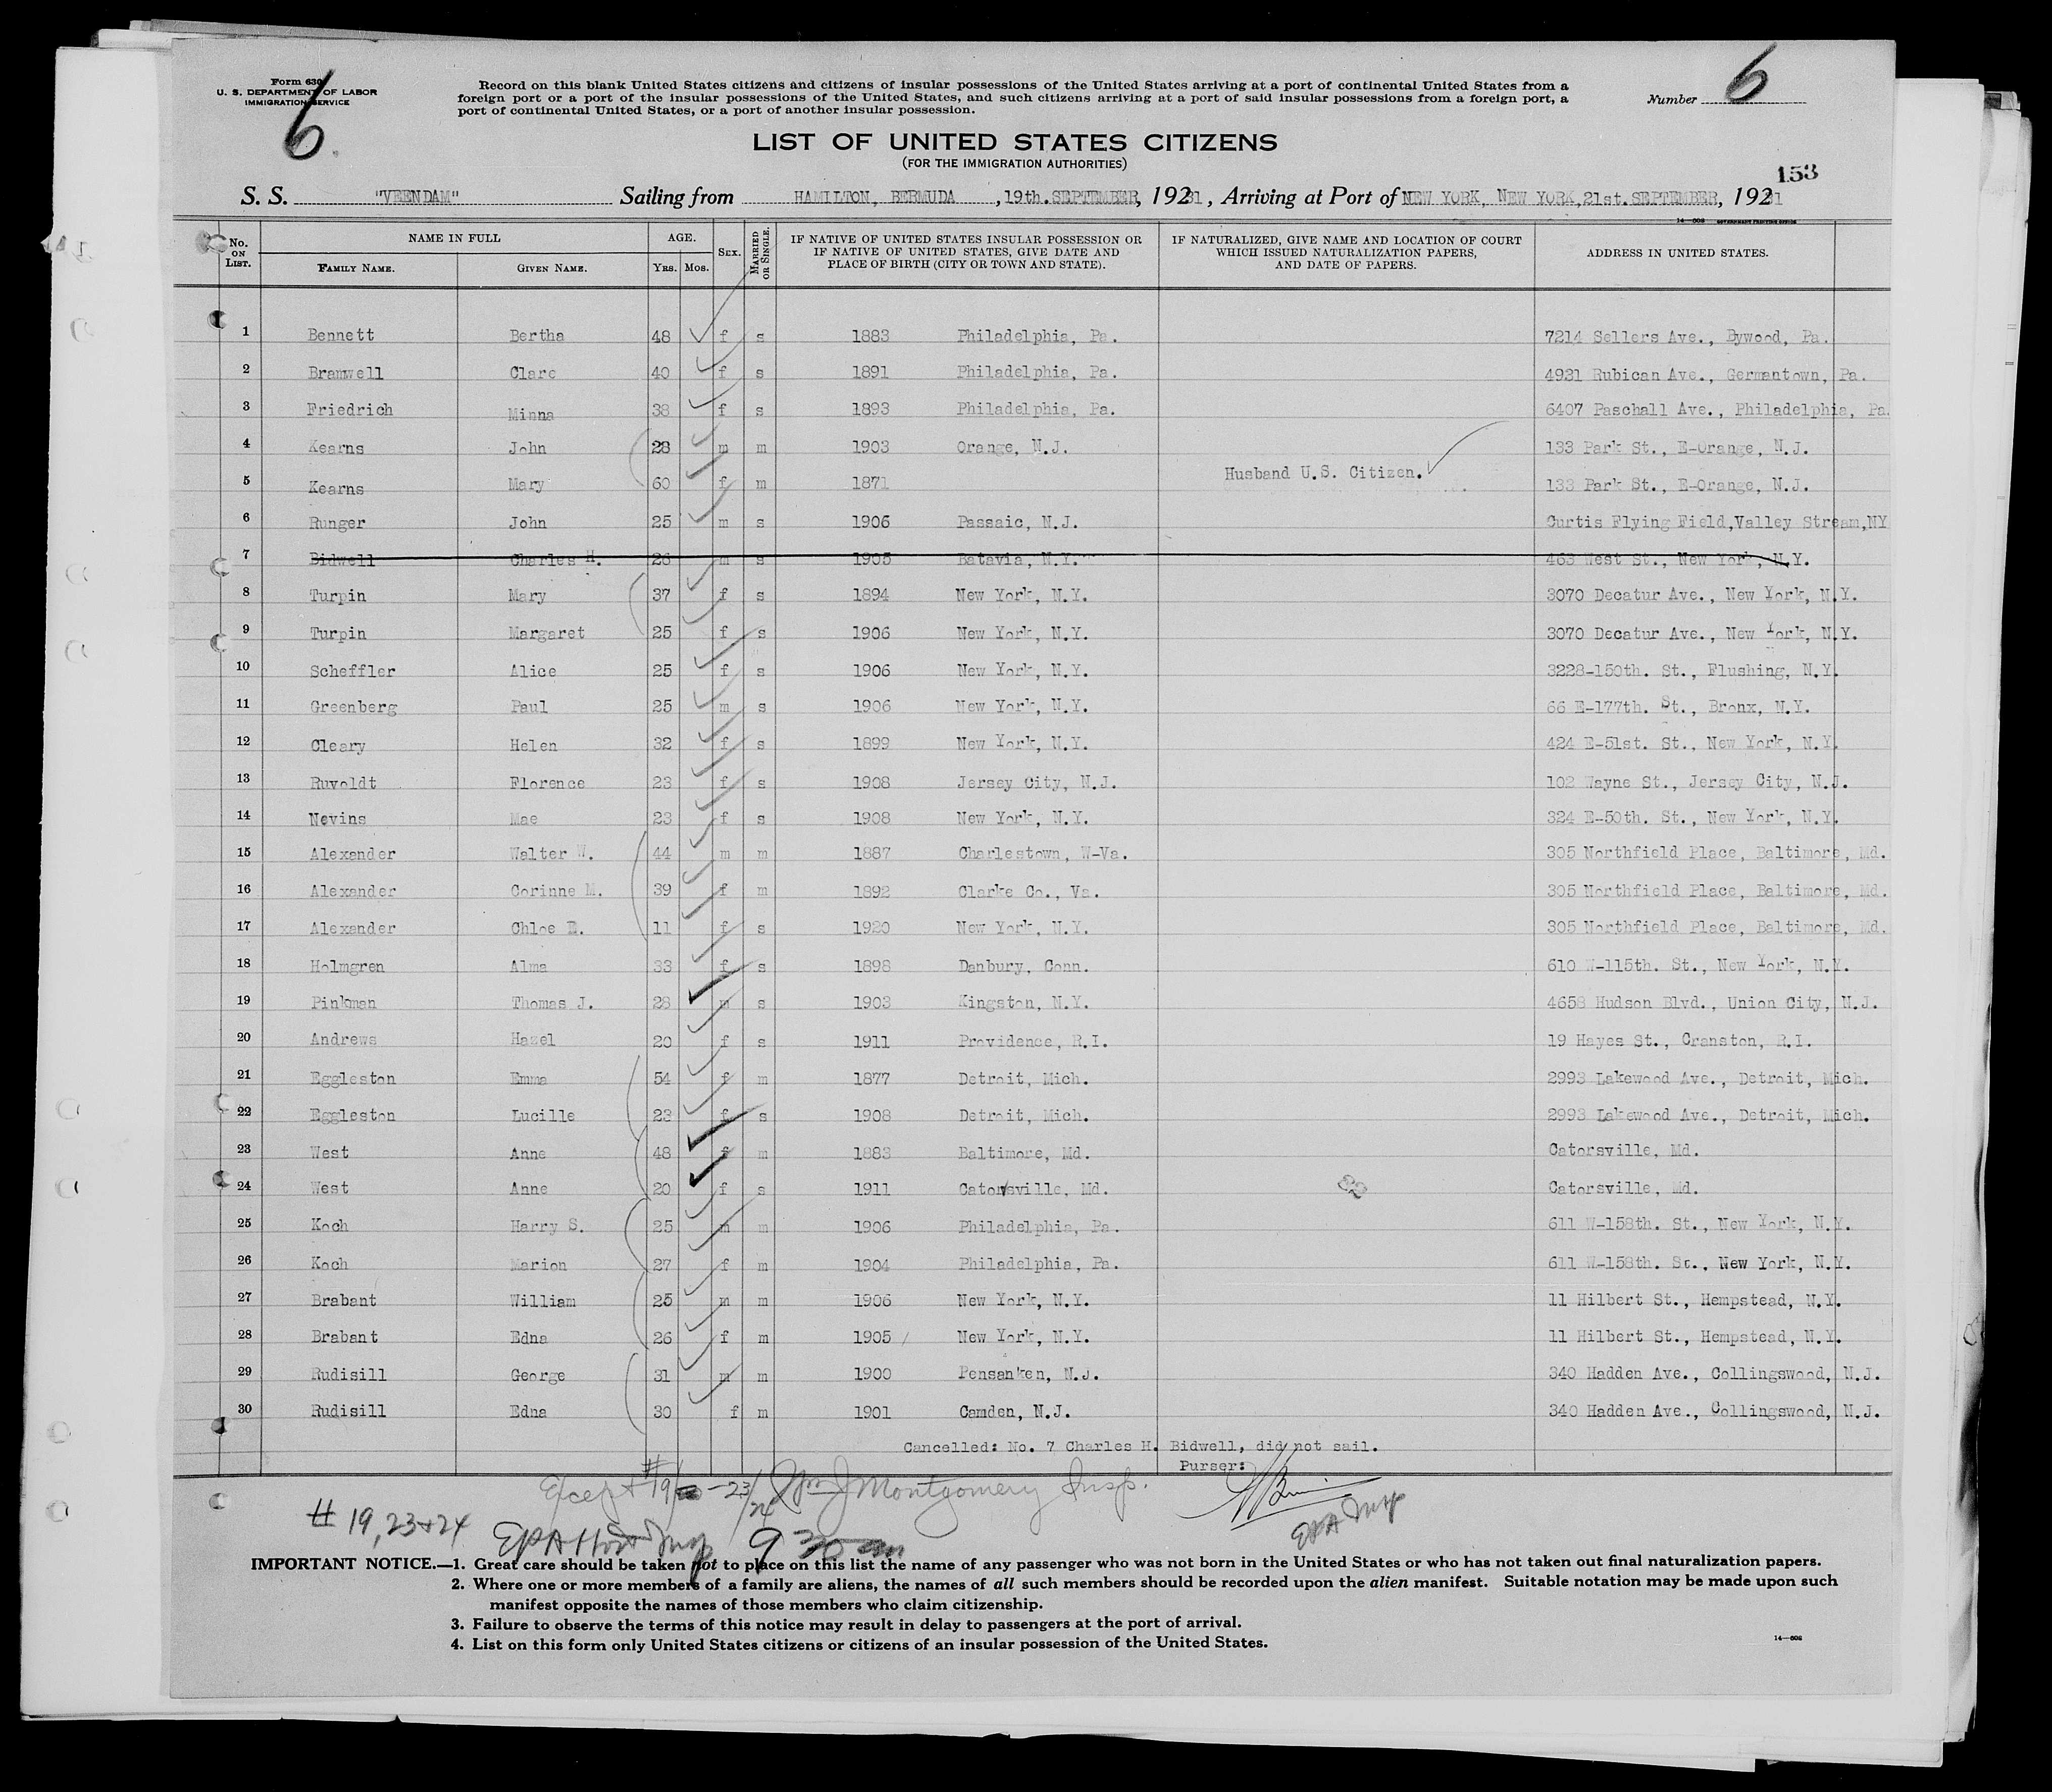 Form 630
U. S. DEPARTMENT OF LABOR
IMMIGRATION SERVICE
6
Record on this blank United States citizens and citizens of insular possessions of the United States arriving at a port of continental United States from a
foreign port or a port of the insular possessions of the United States, and such citizens arriving at a port of said insular possessions from a foreign port, a
port of continental United States, or a port of another insular possession.
Number 6
LIST OF UNITED STATES CITIZENS
(FOR THE IMMIGRATION AUTHORITIES)
153
S. S. "VEENDAM" Sailing from HAMILTON, BERMUDA, 19th. SEPTEMBER, 1931, Arriving at Port of NEW YORK, NEW YORK, 21st. SEPTEMBER, 1931
14—606 GOVERNMENT PRINTING OFFICE
No. ON LIST. NAME IN FULL AGE. SEX. MARRIED OR SINGLE. IF NATIVE OF UNITED STATES INSULAR POSSESSION OR IF NATIVE OF UNITED STATES, GIVE DATE AND PLACE OF BIRTH (CITY OR TOWN AND STATE). IF NATURALIZED, GIVE NAME AND LOCATION OF COURT WHICH ISSUED NATURALIZATION PAPERS, AND DATE OF PAPERS. ADDRESS IN UNITED STATES.
FAMILY NAME. GIVEN NAME. YRS. MOS.
1 Bennett Bertha 48 f s 1883 Philadelphia, Pa. 7214 Sellers Ave., Bywood, Pa.
2 Bramwell Clare 40 f s 1891 Philadelphia, Pa. 4931 Rubican Ave., Germantown, Pa.
3 Friedrich Minna 38 f s 1893 Philadelphia, Pa. 6407 Paschall Ave., Philadelphia, Pa.
4 Kearns John 28 m m 1903 Orange, N.J. 133 Park St., E-Orange, N.J.
5 Kearns Mary 60 f m 1871 Husband U.S. Citizen. 133 Park St., E-Orange, N.J.
6 Runger John 25 m s 1906 Passaic, N.J. Curtis Flying Field,Valley Stream,NY
7 Bidwell Charles H. 26 m s 1905 Batavia, N.Y. 463 West St., New York, N.Y.
8 Turpin Mary 37 f s 1894 New York, N.Y. 3070 Decatur Ave., New York, N.Y.
9 Turpin Margaret 25 f s 1906 New York, N.Y. 3070 Decatur Ave., New York, N.Y.
10 Scheffler Alice 25 f s 1906 New York, N.Y. 3228-150th. St., Flushing, N.Y.
11 Greenberg Paul 25 m s 1906 New York, N.Y. 66 E-177th. St., Bronx, N.Y.
12 Cleary Helen 32 f s 1899 New York, N.Y. 424 E-51st. St., New York, N.Y.
13 Ruvoldt Florence 23 f s 1908 Jersey City, N.J. 102 Wayne St., Jersey City, N.J.
14 Nevins Mae 23 f s 1908 New York, N.Y. 324 E-50th. St., New York, N.Y.
15 Alexander Walter W. 44 m m 1887 Charlestown, W-Va. 305 Northfield Place, Baltimore, Md.
16 Alexander Corinne M. 39 f m 1892 Clarke Co., Va. 305 Northfield Place, Baltimore, Md.
17 Alexander Chloe E. 11 f s 1920 New York, N.Y. 305 Northfield Place, Baltimore, Md.
18 Holmgren Alma 33 f s 1898 Danbury, Conn. 610 W-115th. St., New York, N.Y.
19 Pinkman Thomas J. 28 m s 1903 Kingston, N.Y. 4658 Hudson Blvd., Union City, N.J.
20 Andrews Hazel 20 f s 1911 Providence, R.I. 19 Hayes St., Cranston, R.I.
21 Eggleston Emma 54 f m 1877 Detroit, Mich. 2993 Lakewood Ave., Detroit, Mich.
22 Eggleston Lucille 23 f s 1908 Detroit, Mich. 2993 Lakewood Ave., Detroit, Mich.
23 West Anne 48 f m 1883 Baltimore, Md. Catorsville, Md.
24 West Anne 20 f s 1911 Catorsville, Md. Catorsville, Md.
25 Koch Harry S. 25 m m 1906 Philadelphia, Pa. 611 W-158th. St., New York, N.Y.
26 Koch Marion 27 f m 1904 Philadelphia, Pa. 611 W-158th. St., New York, N.Y.
27 Brabant William 25 m m 1906 New York, N.Y. 11 Hilbert St., Hempstead, N.Y.
28 Brabant Edna 26 f m 1905 New York, N.Y. 11 Hilbert St., Hempstead, N.Y.
29 Rudisill George 31 m m 1900 Pensanken, N.J. 340 Hadden Ave., Collingswood, N.J.
30 Rudisill Edna 30 f m 1901 Camden, N.J. 340 Hadden Ave., Collingswood, N.J.
Cancelled: No. 7 Charles H. Bidwell, did not sail.
Purser:
Except #19 - 23/24 Wm J Montgomery Insp.
# 19, 23+24 9 30 am
IMPORTANT NOTICE.—1. Great care should be taken not to place on this list the name of any passenger who was not born in the United States or who has not taken out final naturalization papers.
2. Where one or more members of a family are aliens, the names of all such members should be recorded upon the alien manifest. Suitable notation may be made upon such
manifest opposite the names of those members who claim citizenship.
3. Failure to observe the terms of this notice may result in delay to passengers at the port of arrival.
4. List on this form only United States citizens or citizens of an insular possession of the United States.
14—606